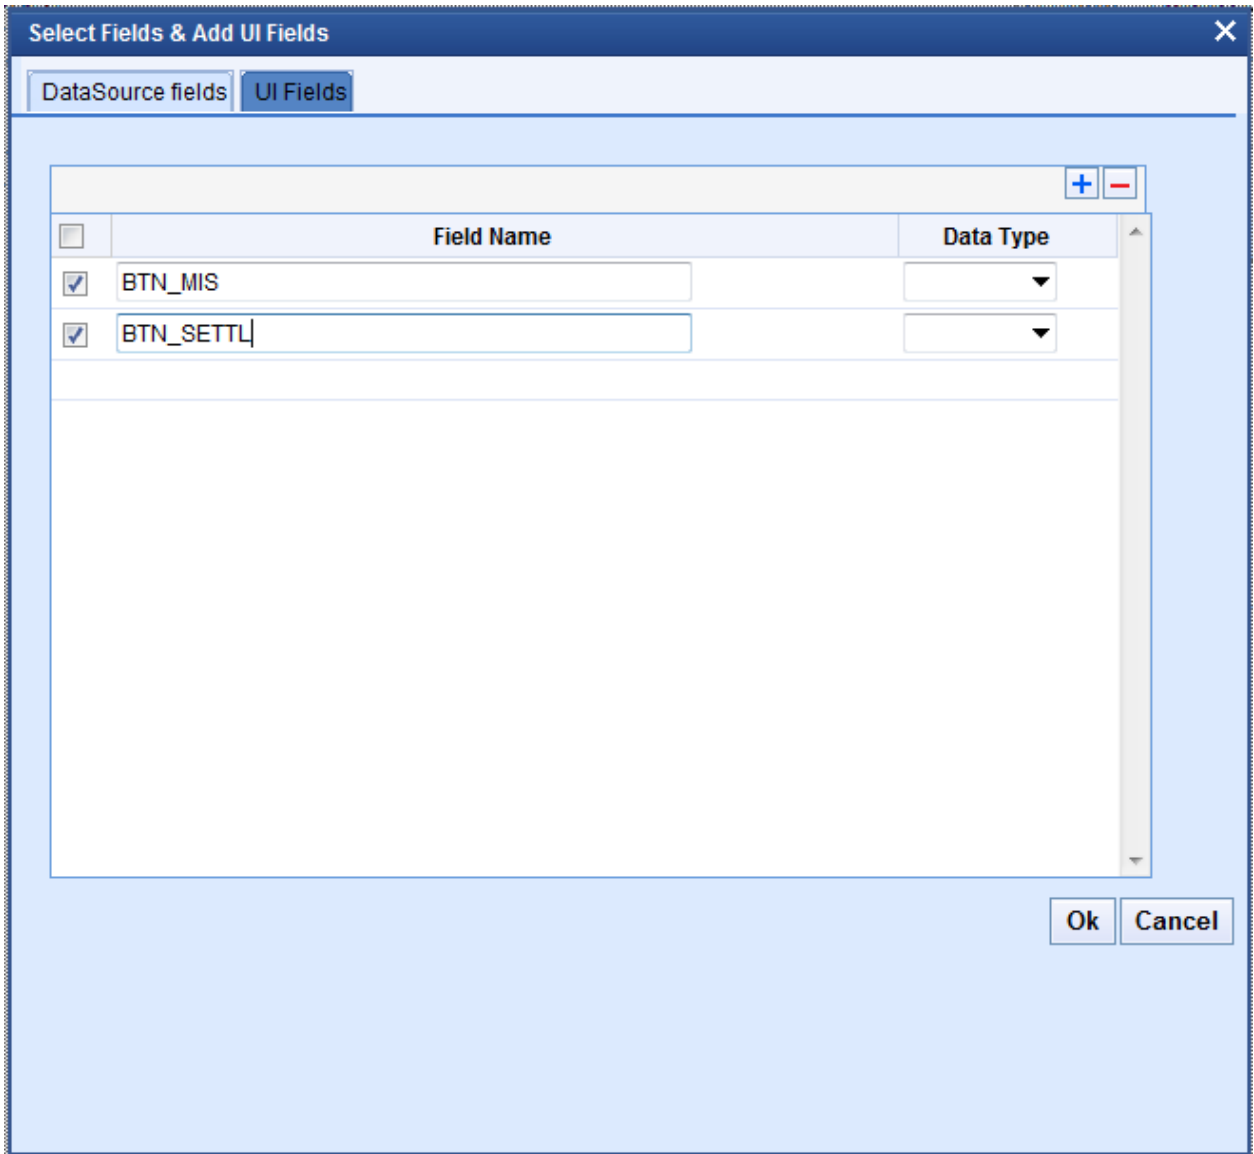 Select Fields & Add UI Fields
DataSource fields UI Fields
Field Name Data Type
BTN_MIS
BTN_SETTL
Ok Cancel